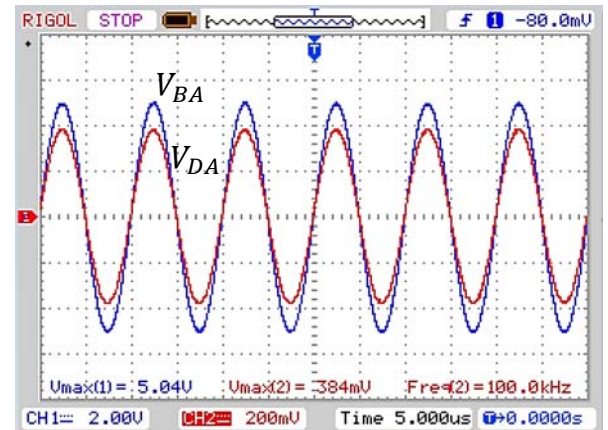 RIGOL STOP T f 1 -80.0mV
T
V_BA
V_DA
Vmax(1)= 5.04V Vmax(2)= 384mV Freq(2)=100.0kHz
CH1 2.00V CH2 200mV Time 5.000us T→0.0000s